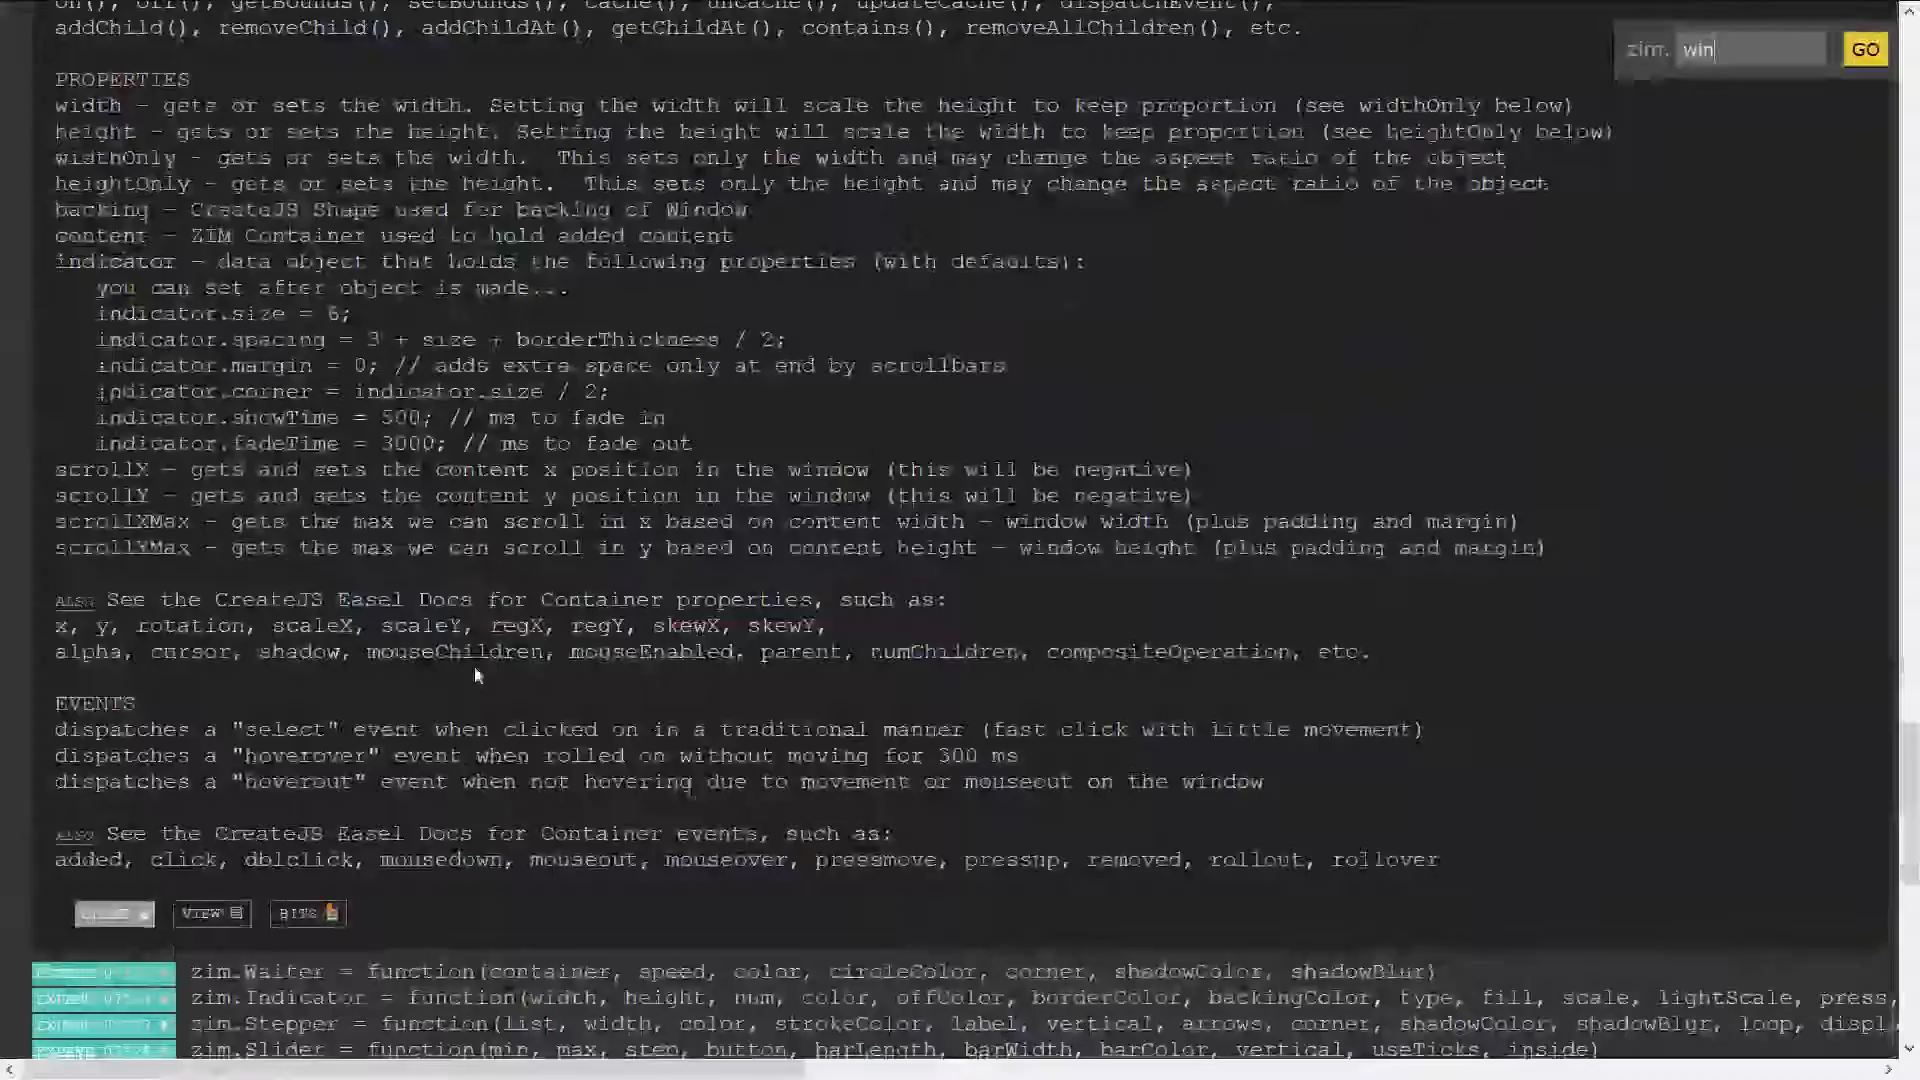 on(), off(), getBounds(), setBounds(), cache(), uncache(), updateCache(), dispatchEvent(),
addChild(), removeChild(), addChildAt(), getChildAt(), contains(), removeAllChildren(), etc.
zim. win GO
PROPERTIES
width - gets or sets the width. Setting the width will scale the height to keep proportion (see widthOnly below)
height - gets or sets the height. Setting the height will scale the width to keep proportion (see heightOnly below)
widthOnly - gets or sets the width.  This sets only the width and may change the aspect ratio of the object
heightOnly - gets or sets the height.  This sets only the height and may change the aspect ratio of the object
backing - CreateJS Shape used for backing of Window
content - ZIM Container used to hold added content
indicator - data object that holds the following properties (with defaults):
you can set after object is made...
indicator.size = 6;
indicator.spacing = 3 + size + borderThickness / 2;
indicator.margin = 0; // adds extra space only at end by scrollbars
indicator.corner = indicator.size / 2;
indicator.showTime = 500; // ms to fade in
indicator.fadeTime = 3000; // ms to fade out
scrollX - gets and sets the content x position in the window (this will be negative)
scrollY - gets and sets the content y position in the window (this will be negative)
scrollXMax - gets the max we can scroll in x based on content width - window width (plus padding and margin)
scrollYMax - gets the max we can scroll in y based on content height - window height (plus padding and margin)
ALSO See the CreateJS Easel Docs for Container properties, such as:
x, y, rotation, scaleX, scaleY, regX, regY, skewX, skewY,
alpha, cursor, shadow, mouseChildren, mouseEnabled, parent, numChildren, compositeOperation, etc.
EVENTS
dispatches a "select" event when clicked on in a traditional manner (fast click with little movement)
dispatches a "hoverover" event when rolled on without moving for 300 ms
dispatches a "hoverout" event when not hovering due to movement or mouseout on the window
ALSO See the CreateJS Easel Docs for Container events, such as:
added, click, dblclick, mousedown, mouseout, mouseover, pressmove, pressup, removed, rollout, rollover
VIEW BITS
zim.Waiter = function(container, speed, color, circleColor, corner, shadowColor, shadowBlur)
zim.Indicator = function(width, height, num, color, offColor, borderColor, backingColor, type, fill, scale, lightScale, press,
zim.Stepper = function(list, width, color, strokeColor, label, vertical, arrows, corner, shadowColor, shadowBlur, loop, displ
zim.Slider = function(min, max, step, button, barLength, barWidth, barColor, vertical, useTicks, inside)